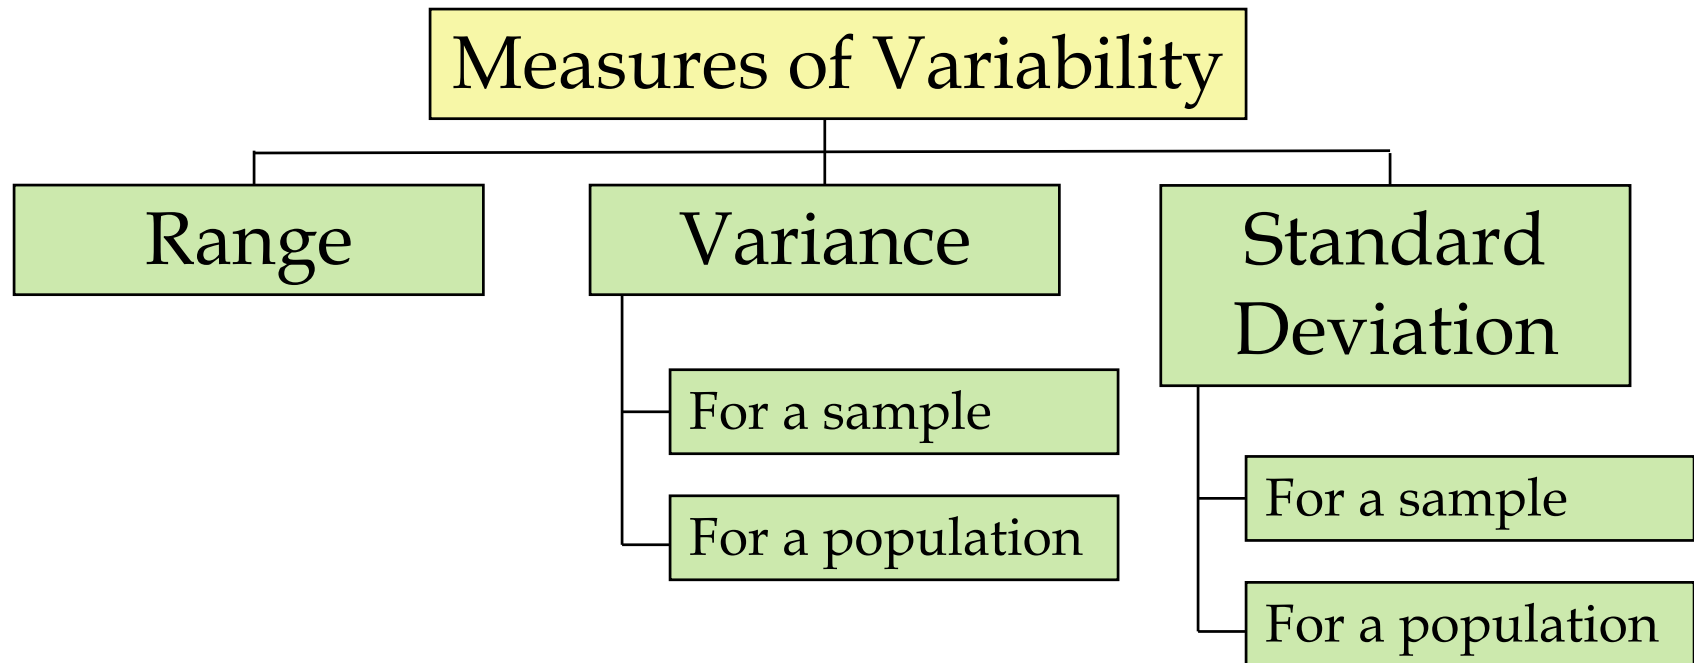 Measures of Variability
Range
Variance
For a sample
For a population
Standard
Deviation
For a sample
For a population